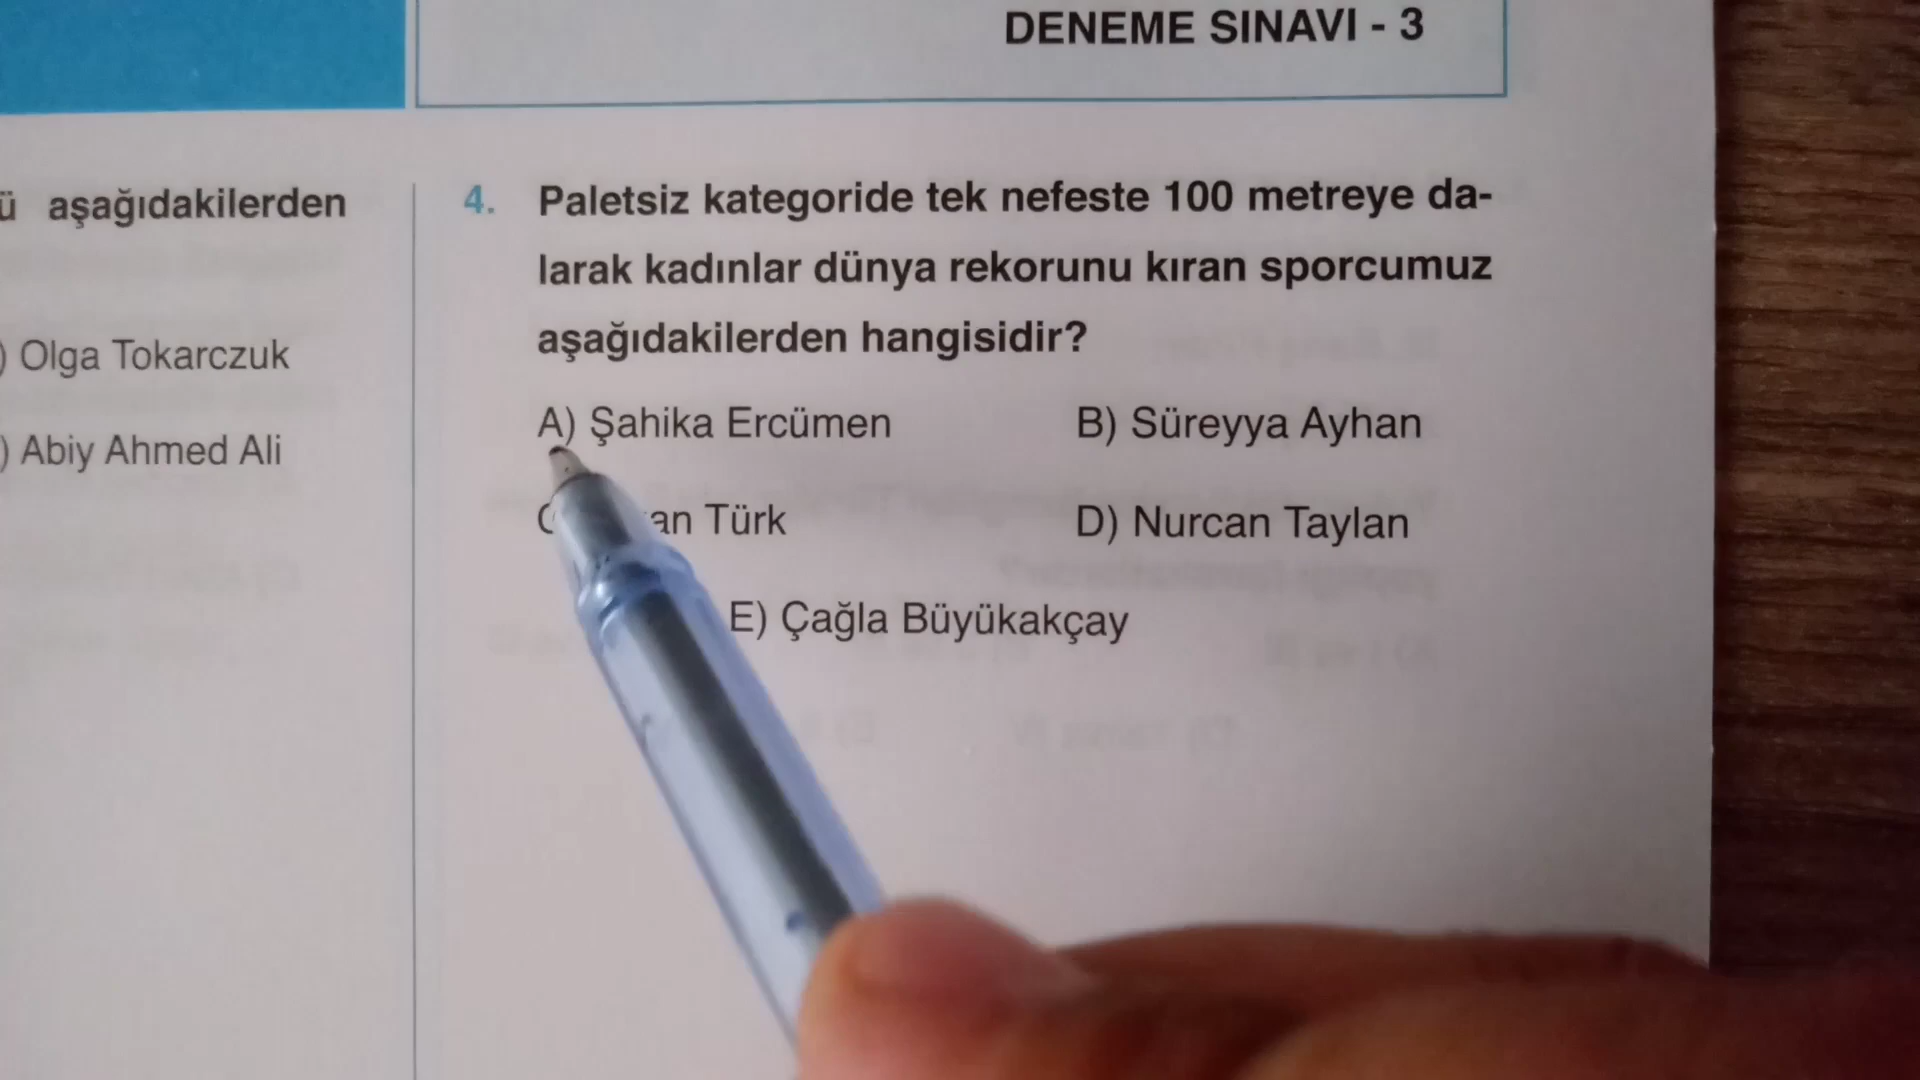 DENEME SINAVI - 3
ü aşağıdakilerden
) Olga Tokarczuk
) Abiy Ahmed Ali
4. Paletsiz kategoride tek nefeste 100 metreye da-
larak kadınlar dünya rekorunu kıran sporcumuz
aşağıdakilerden hangisidir?
A) Şahika Ercümen B) Süreyya Ayhan
Türk D) Nurcan Taylan
E) Çağla Büyükakçay